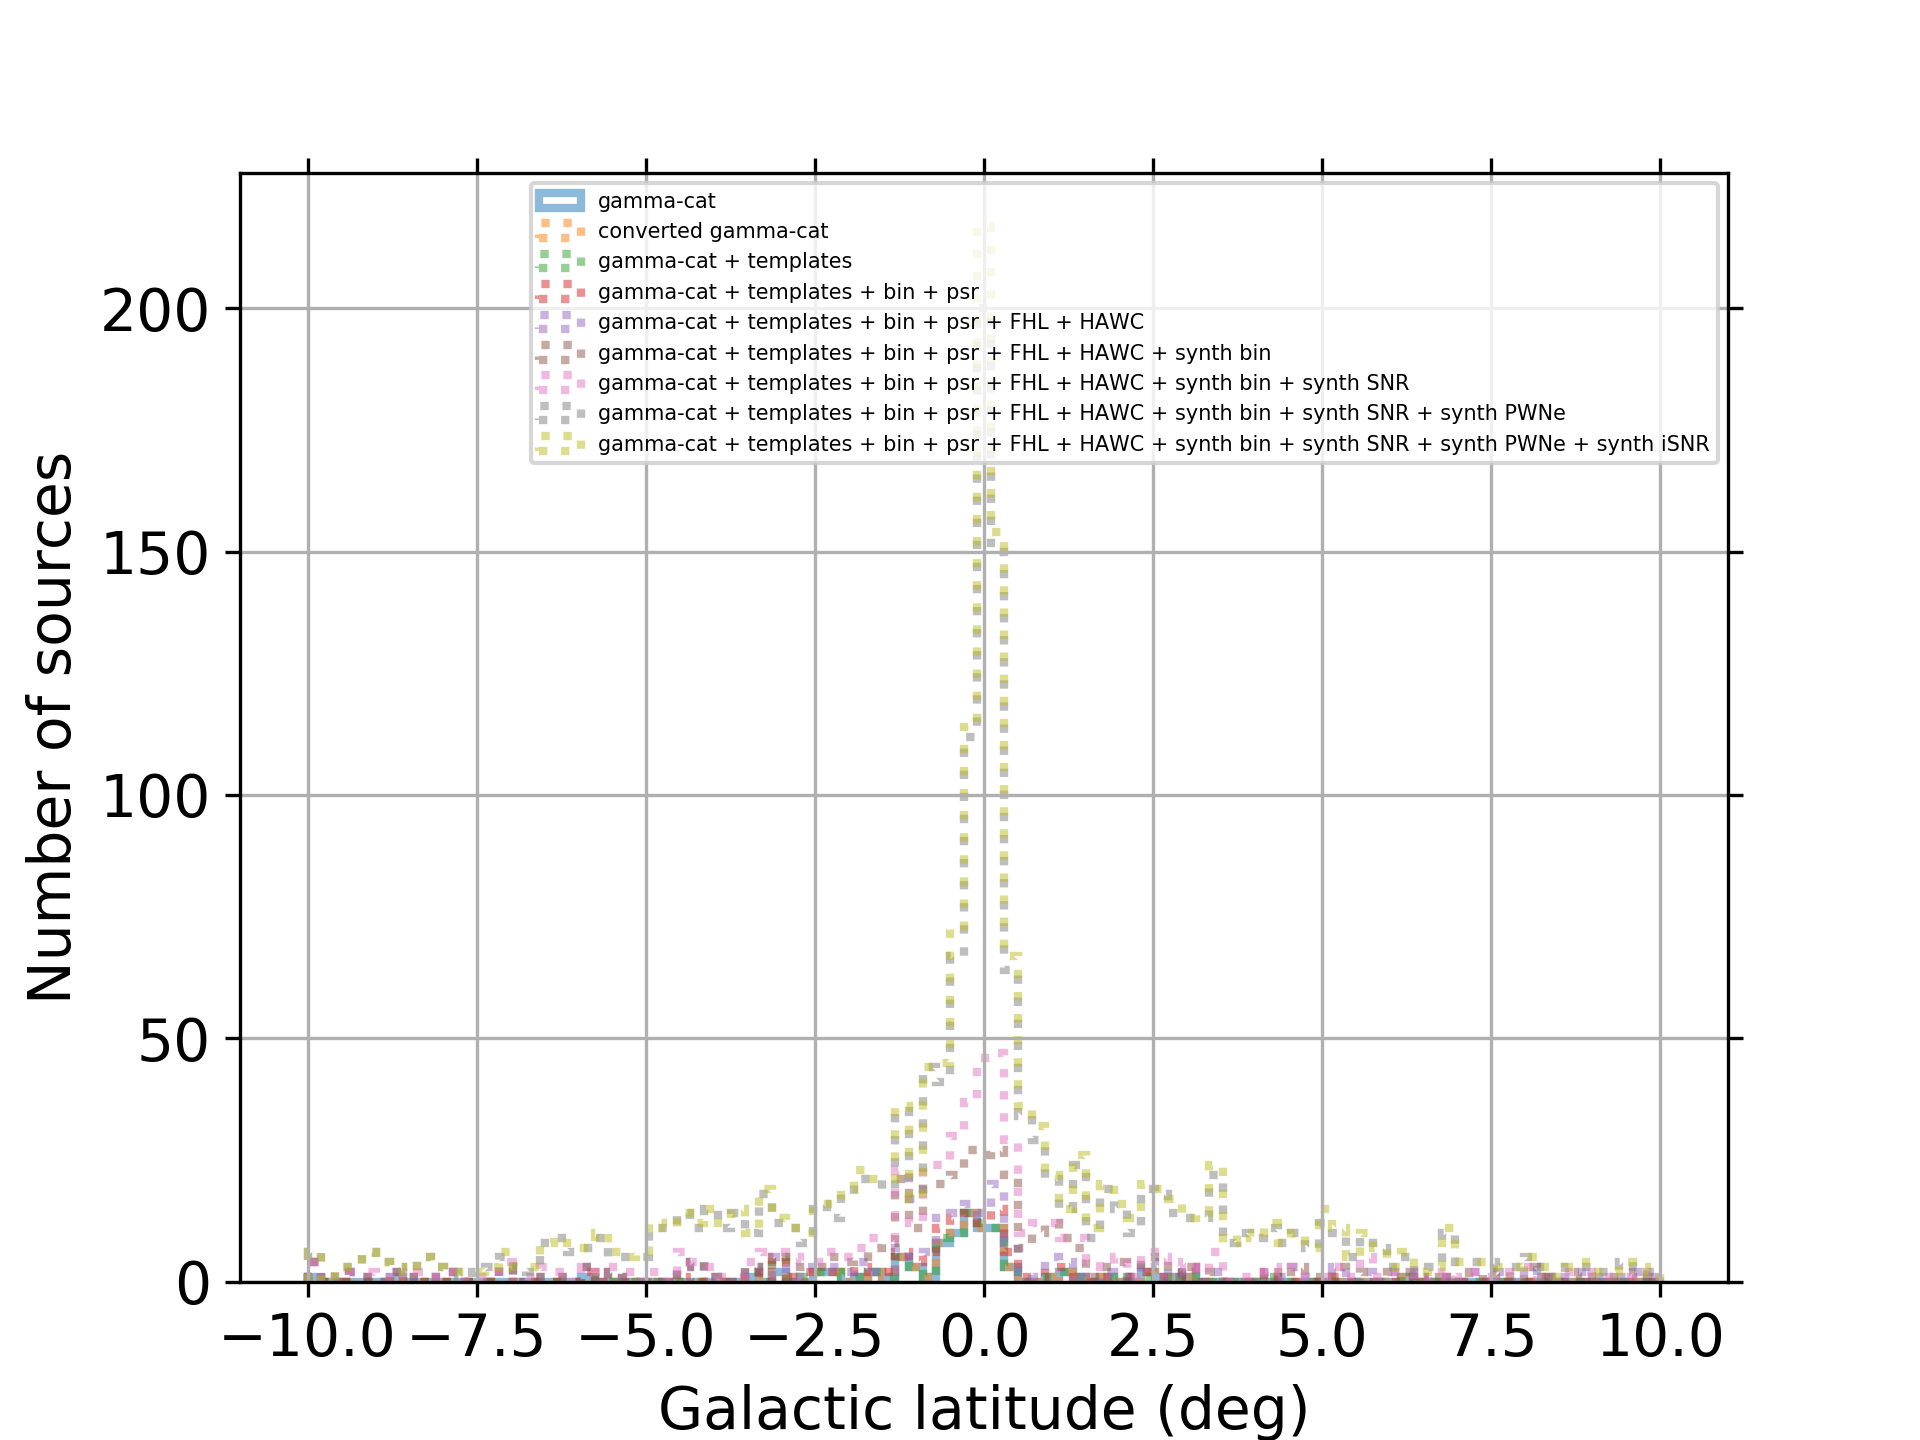 gamma-cat
converted gamma-cat
gamma-cat + templates
gamma-cat + templates + bin + psr
gamma-cat + templates + bin + psr + FHL + HAWC
gamma-cat + templates + bin + psr + FHL + HAWC + synth bin
gamma-cat + templates + bin + psr + FHL + HAWC + synth bin + synth SNR
gamma-cat + templates + bin + psr + FHL + HAWC + synth bin + synth SNR + synth PWNe
gamma-cat + templates + bin + psr + FHL + HAWC + synth bin + synth SNR + synth PWNe + synth iSNR
Number of sources
200
150
100
50
0
−10.0 −7.5 −5.0 −2.5 0.0 2.5 5.0 7.5 10.0
Galactic latitude (deg)